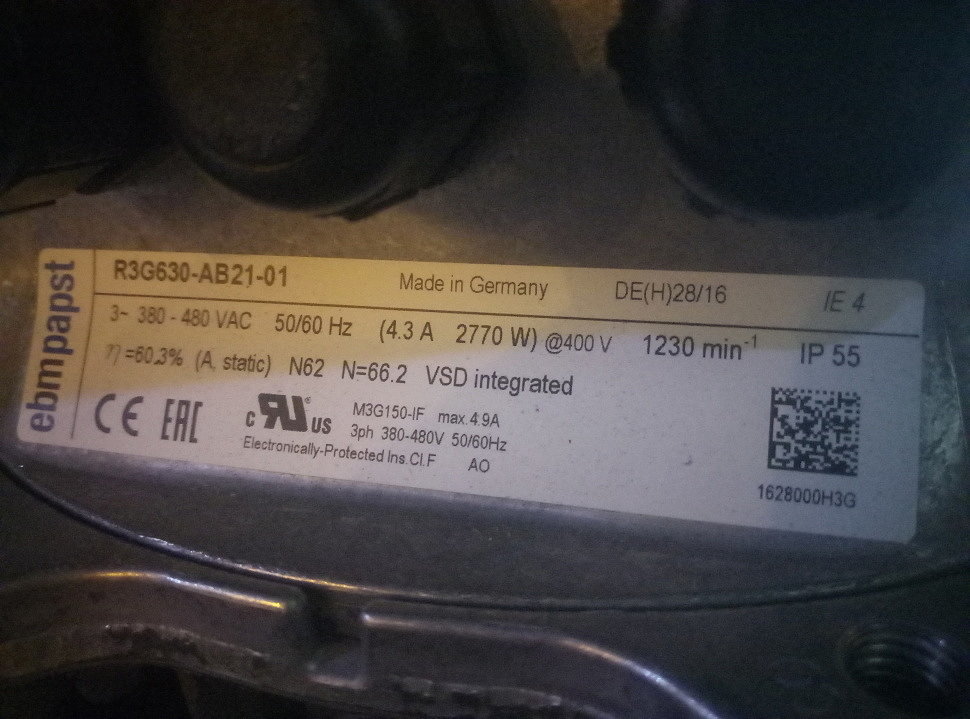 ebmpapst
R3G630-AB21-01 Made in Germany DE(H)28/16 IE 4
3~ 380 - 480 VAC 50/60 Hz (4.3 A 2770 W) @400 V 1230 min⁻¹ IP 55
η =60.3% (A, static) N62 N=66.2 VSD integrated
CE EAC c RU® US M3G150-IF max. 4.9A
3ph 380-480V 50/60Hz
Electronically-Protected Ins.Cl.F AO
1628000H3G